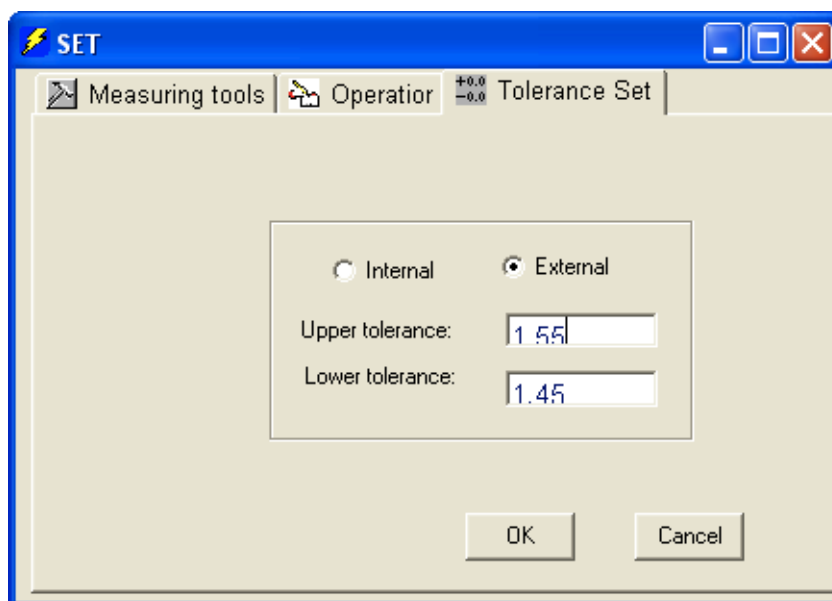 SET
Measuring tools Operatior +0.0 -0.0 Tolerance Set
Internal External
Upper tolerance: 1.55
Lower tolerance: 1.45
OK Cancel